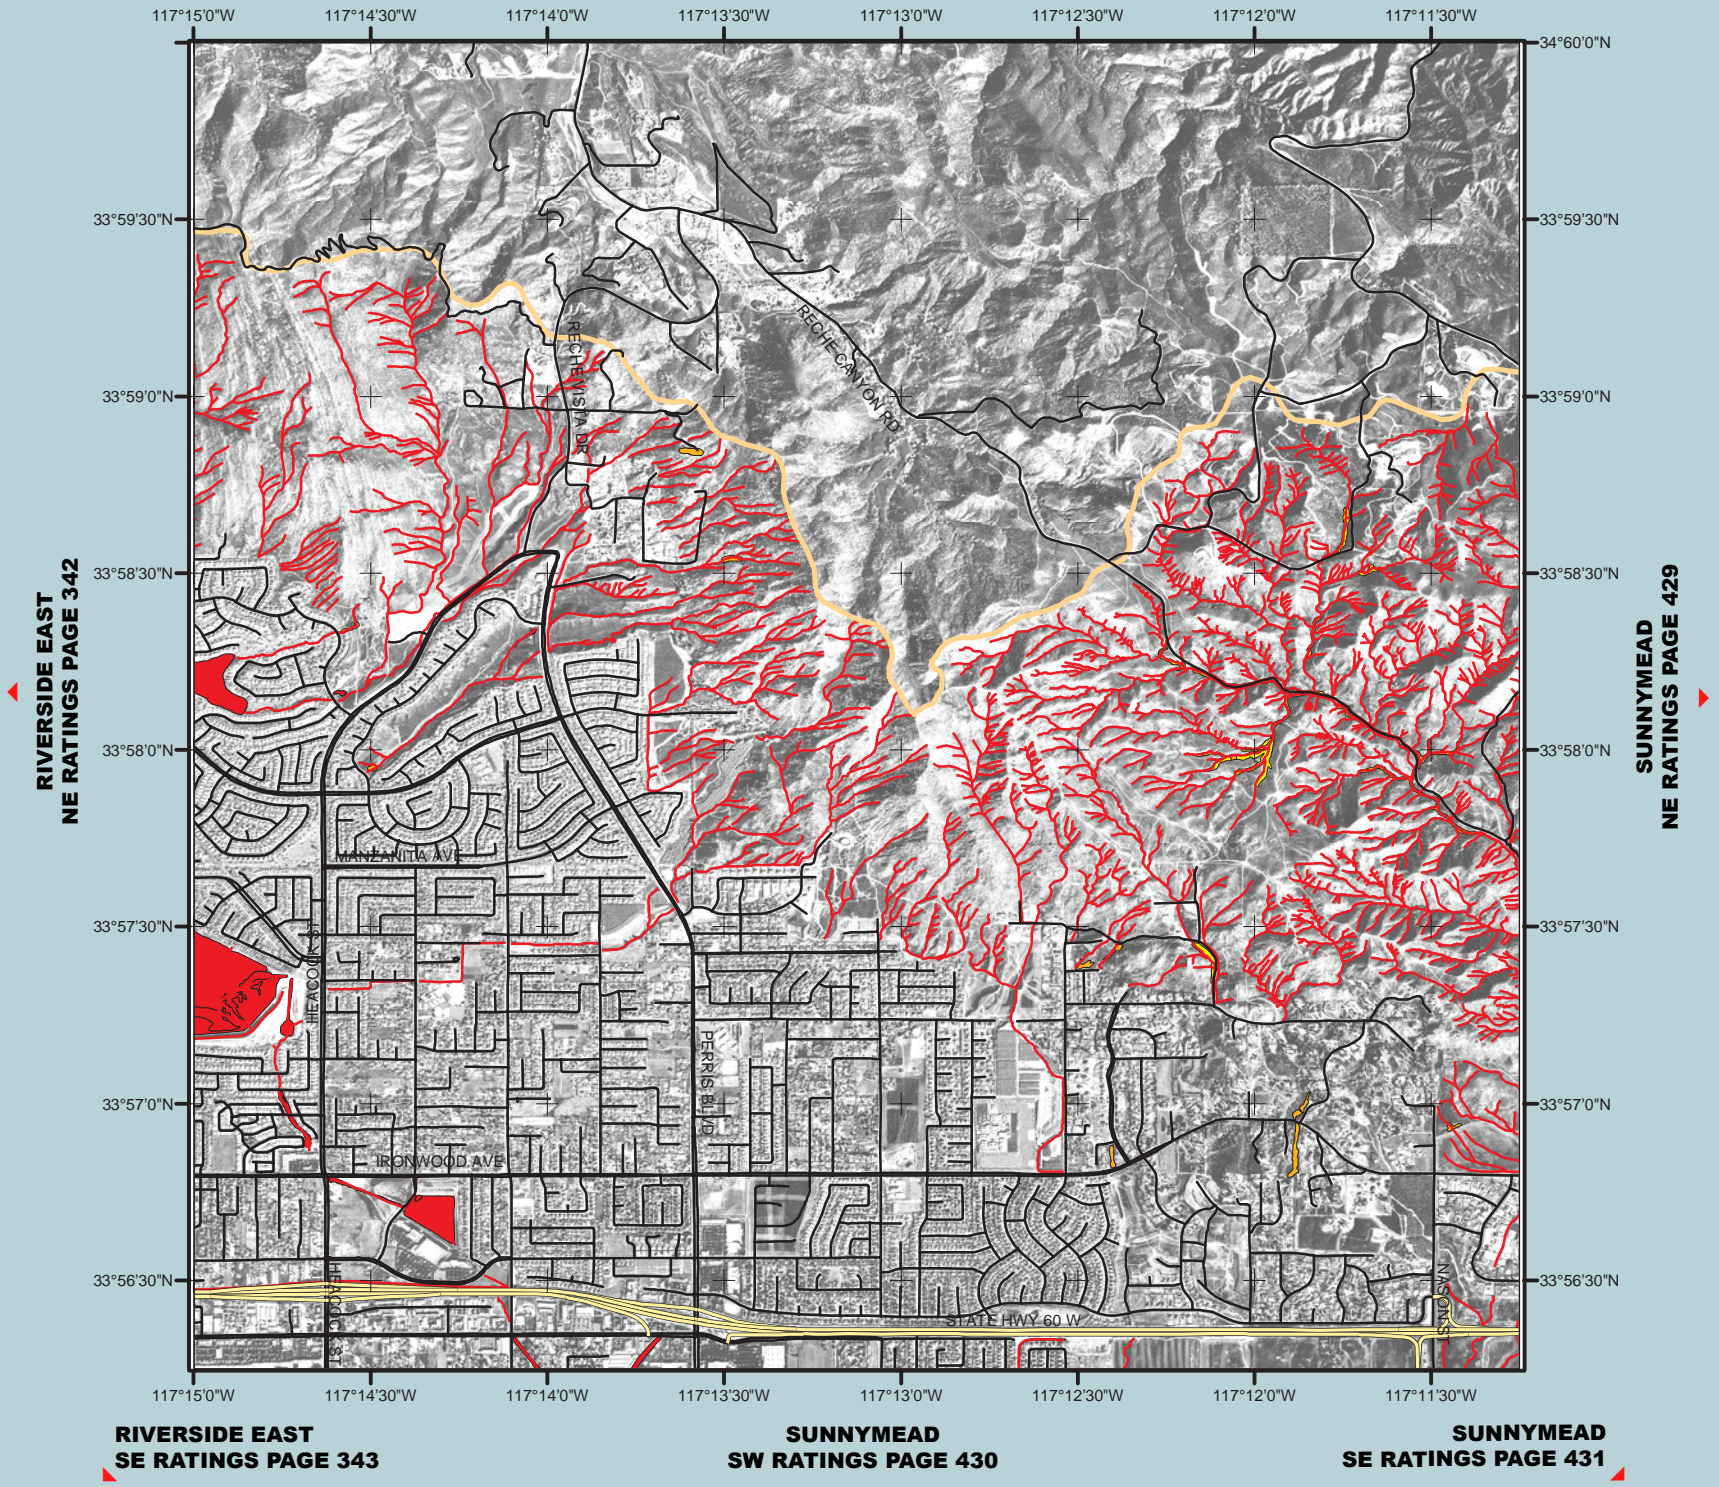 117°15'0"W 117°14'30"W 117°14'0"W 117°13'30"W 117°13'0"W 117°12'30"W 117°12'0"W 117°11'30"W
34°60'0"N
33°59'30"N 33°59'30"N
RECHE CANYON RD
RECHE VISTA DR
33°59'0"N 33°59'0"N
33°58'30"N 33°58'30"N
RIVERSIDE EAST
NE RATINGS PAGE 342
SUNNYMEAD
NE RATINGS PAGE 429
33°58'0"N 33°58'0"N
MANZANITA AVE
33°57'30"N 33°57'30"N
HEACOCK ST
PERRIS BLVD
33°57'0"N 33°57'0"N
IRONWOOD AVE
33°56'30"N 33°56'30"N
HEACOCK ST
STATE HWY 60 W
NASON ST
117°15'0"W 117°14'30"W 117°14'0"W 117°13'30"W 117°13'0"W 117°12'30"W 117°12'0"W 117°11'30"W
RIVERSIDE EAST
SE RATINGS PAGE 343
SUNNYMEAD
SW RATINGS PAGE 430
SUNNYMEAD
SE RATINGS PAGE 431